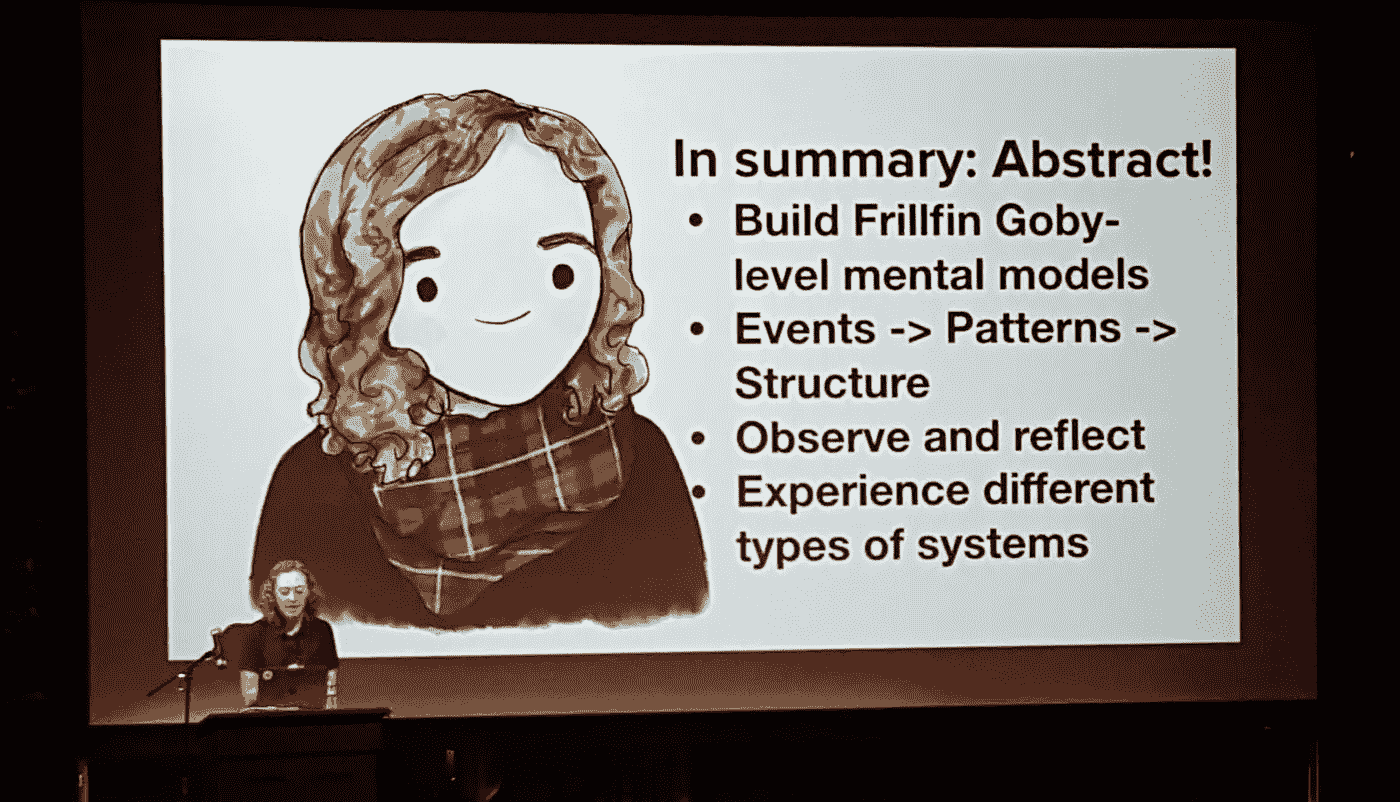 In summary: Abstract!
• Build Frillfin Goby-
level mental models
• Events -> Patterns ->
Structure
• Observe and reflect
• Experience different
types of systems